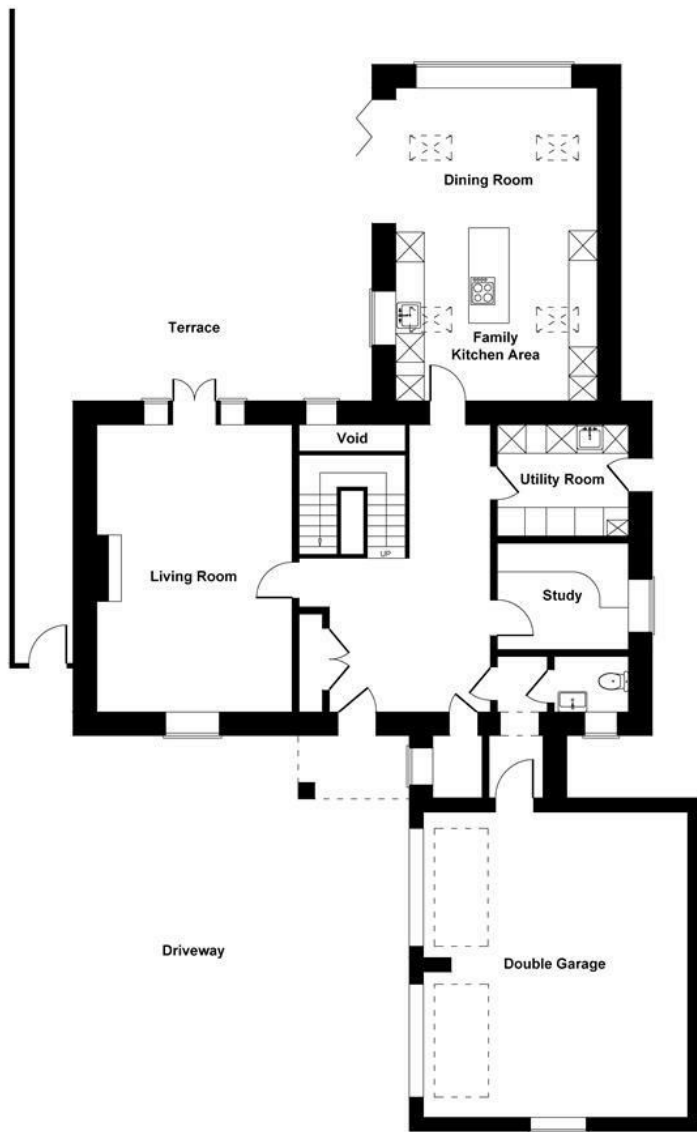 Dining Room
Family
Kitchen Area
Terrace
Void
Utility Room
UP
Living Room
Study
Driveway
Double Garage